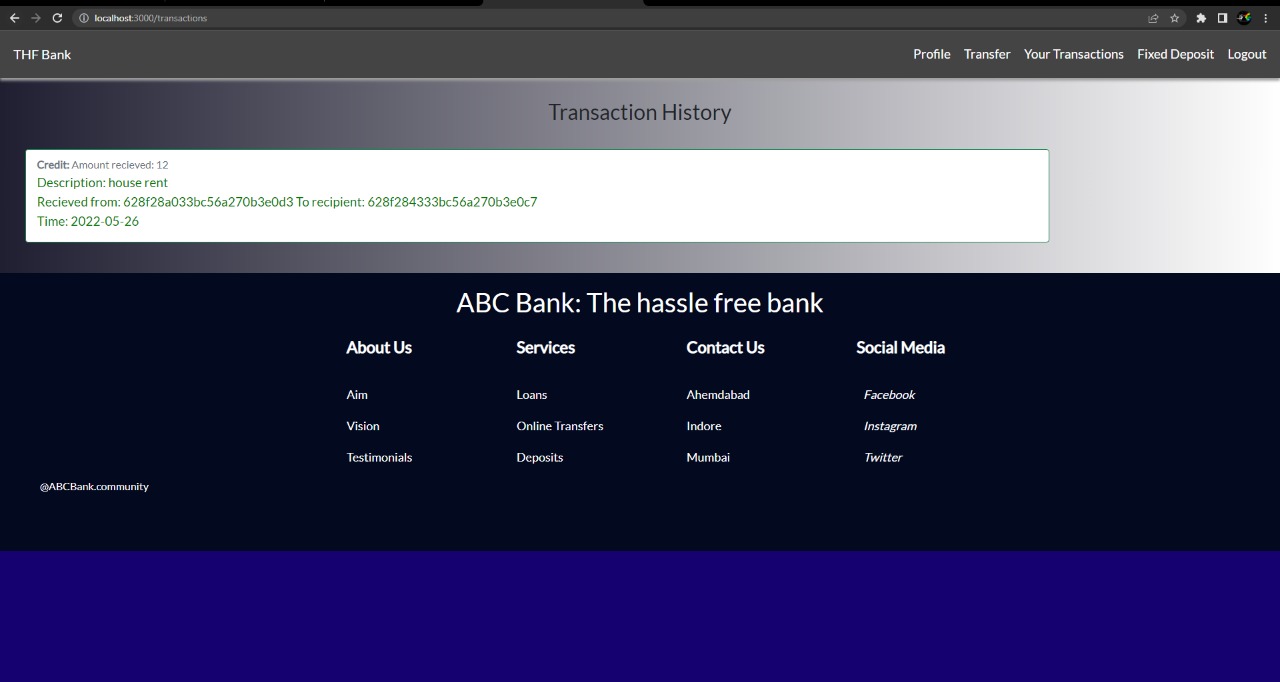 localhost:3000/transactions
THF Bank
Profile Transfer Your Transactions Fixed Deposit Logout
Transaction History
Credit: Amount recieved: 12
Description: house rent
Recieved from: 628f28a033bc56a270b3e0d3 To recipient: 628f284333bc56a270b3e0c7
Time: 2022-05-26
ABC Bank: The hassle free bank
About Us Services Contact Us Social Media
Aim Loans Ahemdabad Facebook
Vision Online Transfers Indore Instagram
Testimonials Deposits Mumbai Twitter
@ABCBank.community